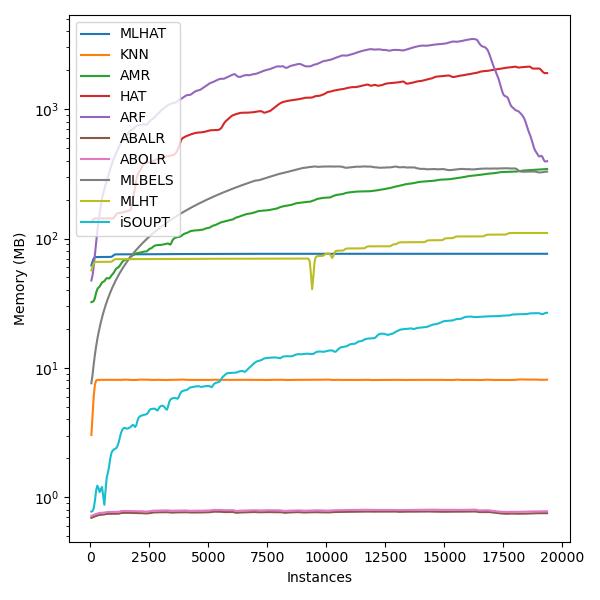 MLHAT
KNN
AMR
HAT
ARF
ABALR
ABOLR
MLBELS
MLHT
iSOUPT
10³
10²
10¹
10⁰
Memory (MB)
0 2500 5000 7500 10000 12500 15000 17500 20000
Instances